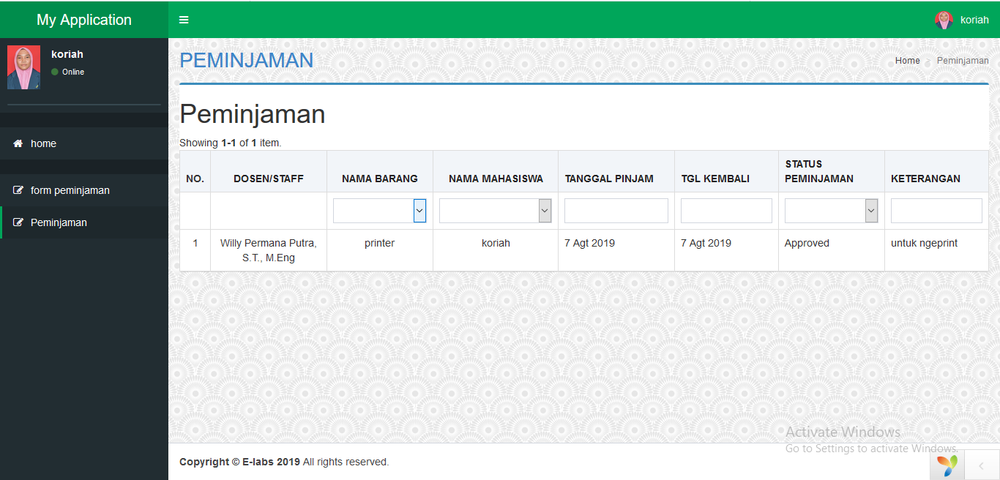 My Application
koriah
koriah
Online
PEMINJAMAN
Home > Peminjaman
home
form peminjaman
Peminjaman
Peminjaman
Showing 1-1 of 1 item.
NO. DOSEN/STAFF NAMA BARANG NAMA MAHASISWA TANGGAL PINJAM TGL KEMBALI STATUS PEMINJAMAN KETERANGAN
1 Willy Permana Putra, S.T., M.Eng printer koriah 7 Agt 2019 7 Agt 2019 Approved untuk ngeprint
Activate Windows
Go to Settings to activate Windows.
Copyright © E-labs 2019 All rights reserved.